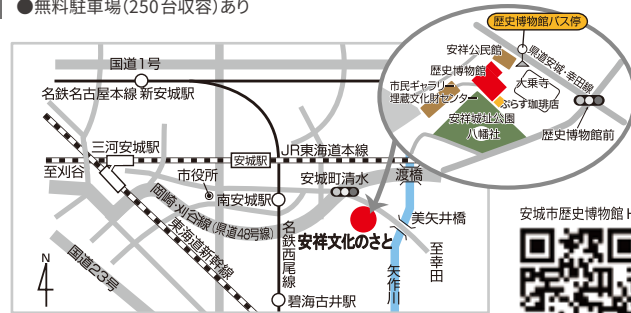 ●無料駐車場(250台収容)あり
歴史博物館バス停
安祥公民館
県道安城・幸田線
歴史博物館
大乗寺
市民ギャラリー
埋蔵文化財センター
ぷらす珈琲店
安祥城址公園
八幡社
歴史博物館前
国道1号
名鉄名古屋本線 新安城駅
三河安城駅
安城駅
JR東海道本線
至刈谷
市役所
安城町清水
渡橋
岡崎・刈谷線(県道48号線)
南安城駅
美矢井橋
東海道新幹線
名鉄西尾線
安祥文化のさと
至幸田
国道23号
矢作川
N
碧海古井駅
安城市歴史博物館H